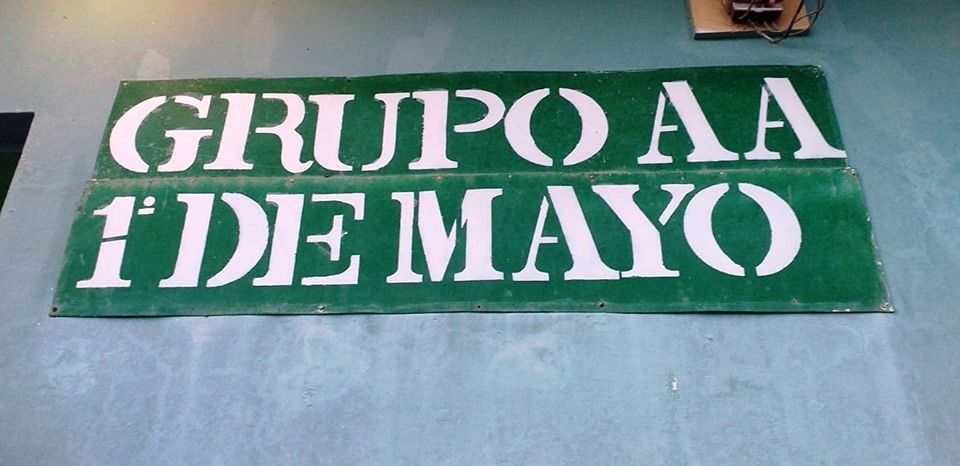 GRUPO AA
1º DE MAYO